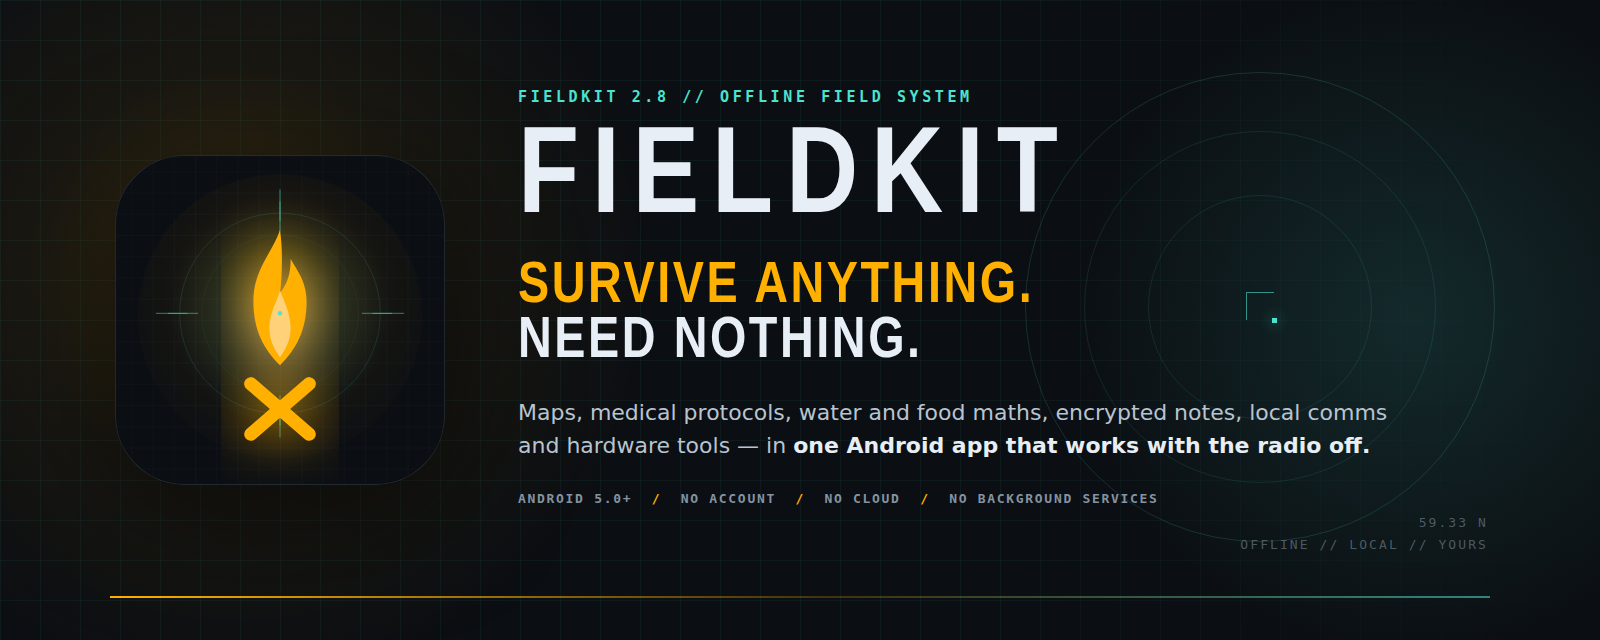 FIELDKIT 2.8 // OFFLINE FIELD SYSTEM
FIELDKIT
SURVIVE ANYTHING.
NEED NOTHING.
Maps, medical protocols, water and food maths, encrypted notes, local comms
and hardware tools — in one Android app that works with the radio off.
ANDROID 5.0+ / NO ACCOUNT / NO CLOUD / NO BACKGROUND SERVICES
59.33 N
OFFLINE // LOCAL // YOURS